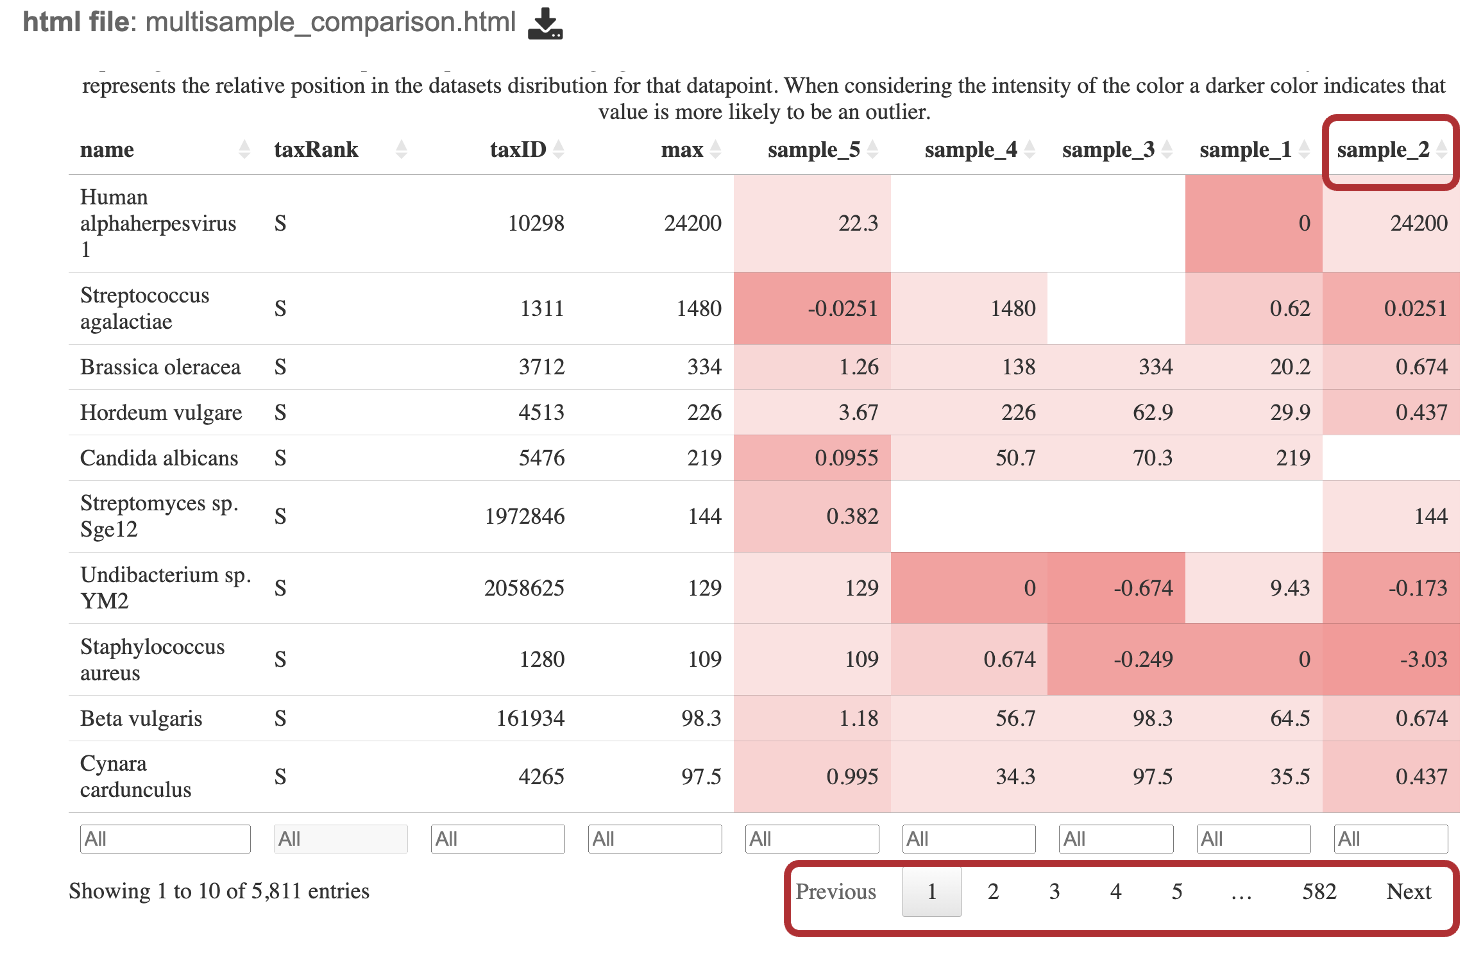 html file: multisample_comparison.html
represents the relative position in the datasets disribution for that datapoint. When considering the intensity of the color a darker color indicates that
value is more likely to be an outlier.
name taxRank taxID max sample_5 sample_4 sample_3 sample_1 sample_2
Human
alphaherpesvirus S 10298 24200 22.3 0 24200
1
Streptococcus
agalactiae S 1311 1480 -0.0251 1480 0.62 0.0251
Brassica oleracea S 3712 334 1.26 138 334 20.2 0.674
Hordeum vulgare S 4513 226 3.67 226 62.9 29.9 0.437
Candida albicans S 5476 219 0.0955 50.7 70.3 219
Streptomyces sp.
Sge12 S 1972846 144 0.382 144
Undibacterium sp.
YM2 S 2058625 129 129 0 -0.674 9.43 -0.173
Staphylococcus
aureus S 1280 109 109 0.674 -0.249 0 -3.03
Beta vulgaris S 161934 98.3 1.18 56.7 98.3 64.5 0.674
Cynara
cardunculus S 4265 97.5 0.995 34.3 97.5 35.5 0.437
All All All All All All All All All
Showing 1 to 10 of 5,811 entries Previous 1 2 3 4 5 … 582 Next